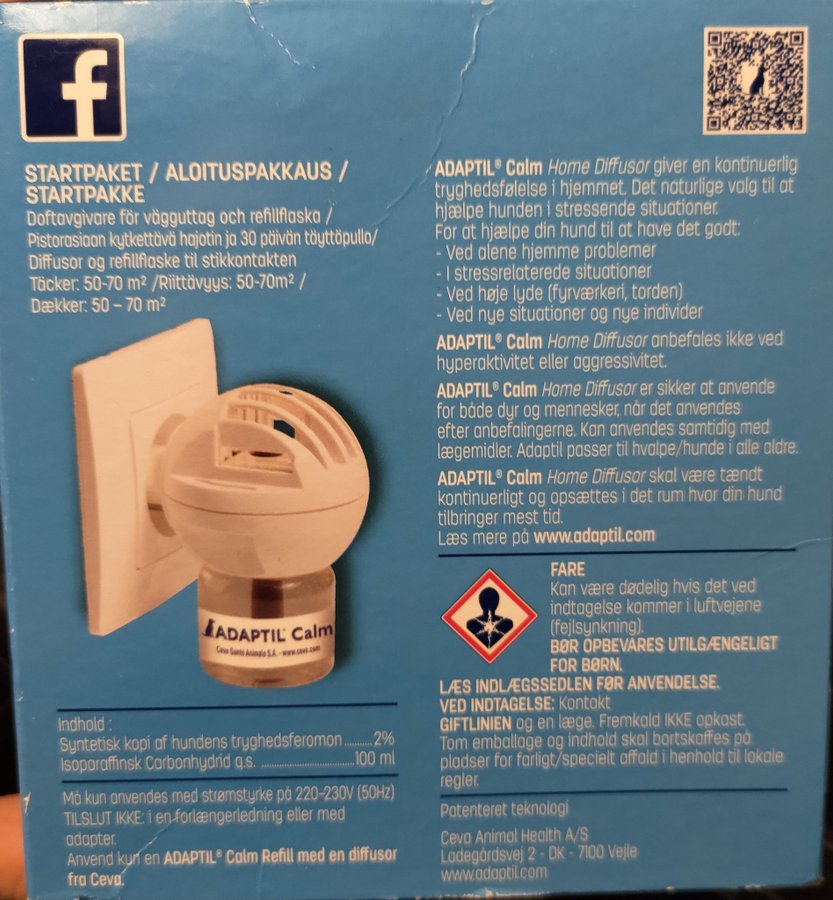 f
STARTPAKET / ALOITUSPAKKAUS /
STARTPAKKE
Doftavgivare för vägguttag och refillflaska /
Pistorasiaan kytkettävä hajotin ja 30 päivän täyttöpullo/
Diffusor og refillflaske til stikkontakten
Täcker: 50-70 m² /Riittävyys: 50-70m² /
Dækker: 50 – 70 m²
ADAPTIL Calm
Ceva Santé Animale S.A. - www.ceva.com
Indhold :
Syntetisk kopi af hundens tryghedsferomon..........2%
Isoparaffinsk Carbonhydrid q.s. ..............................100 ml
Må kun anvendes med strømstyrke på 220-230V (50Hz)
TILSLUT IKKE: i en forlængerledning eller med
adapter.
Anvend kun en ADAPTIL® Calm Refill med en diffusor
fra Ceva.
ADAPTIL® Calm Home Diffusor giver en kontinuerlig
tryghedsfølelse i hjemmet. Det naturlige valg til at
hjælpe hunden i stressende situationer.
For at hjælpe din hund til at have det godt:
- Ved alene hjemme problemer
- I stressrelaterede situationer
- Ved høje lyde (fyrværkeri, torden)
- Ved nye situationer og nye individer
ADAPTIL® Calm Home Diffusor anbefales ikke ved
hyperaktivitet eller aggressivitet.
ADAPTIL® Calm Home Diffusor er sikker at anvende
for både dyr og mennesker, når det anvendes
efter anbefalingerne. Kan anvendes samtidig med
lægemidler. Adaptil passer til hvalpe/hunde i alle aldre.
ADAPTIL® Calm Home Diffusor skal være tændt
kontinuerligt og opsættes i det rum hvor din hund
tilbringer mest tid.
Læs mere på www.adaptil.com
FARE
Kan være dødelig hvis det ved
indtagelse kommer i luftvejene
(fejlsynkning).
BØR OPBEVARES UTILGÆNGELIGT
FOR BØRN.
LÆS INDLÆGSSEDLEN FØR ANVENDELSE.
VED INDTAGELSE: Kontakt
GIFTLINIEN og en læge. Fremkald IKKE opkast.
Tom emballage og indhold skal bortskaffes på
pladser for farligt/specielt affald i henhold til lokale
regler.
Patenteret teknologi
Ceva Animal Health A/S
Ladegårdsvej 2 - DK - 7100 Vejle
www.adaptil.com